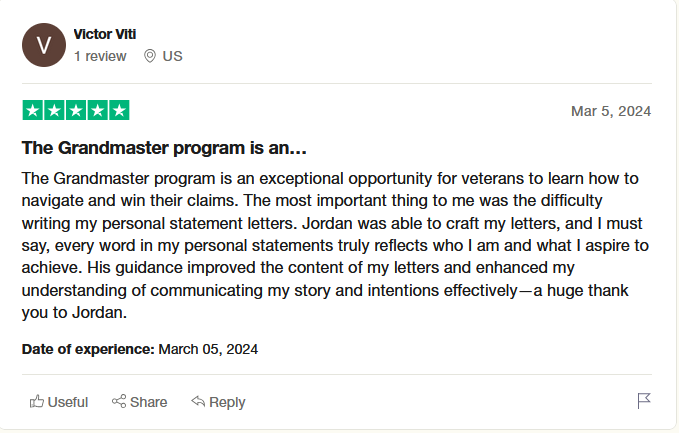 V
Victor Viti
1 review US
Mar 5, 2024
The Grandmaster program is an...
The Grandmaster program is an exceptional opportunity for veterans to learn how to
navigate and win their claims. The most important thing to me was the difficulty
writing my personal statement letters. Jordan was able to craft my letters, and I must
say, every word in my personal statements truly reflects who I am and what I aspire to
achieve. His guidance improved the content of my letters and enhanced my
understanding of communicating my story and intentions effectively—a huge thank
you to Jordan.
Date of experience: March 05, 2024
Useful Share Reply